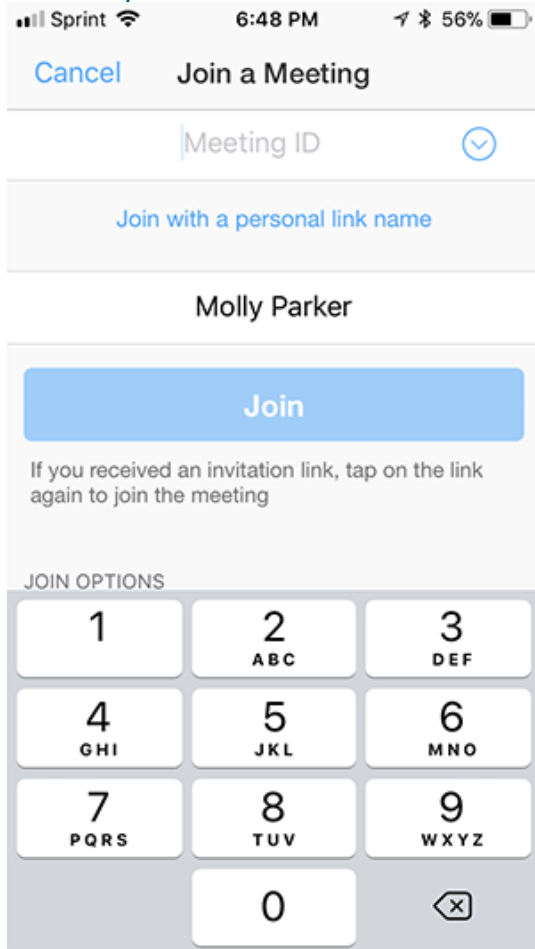 Sprint 6:48 PM 56%
Cancel Join a Meeting
Meeting ID
Join with a personal link name
Molly Parker
Join
If you received an invitation link, tap on the link
again to join the meeting
JOIN OPTIONS
1 2 3
ABC DEF
4 5 6
GHI JKL MNO
7 8 9
PQRS TUV WXYZ
0